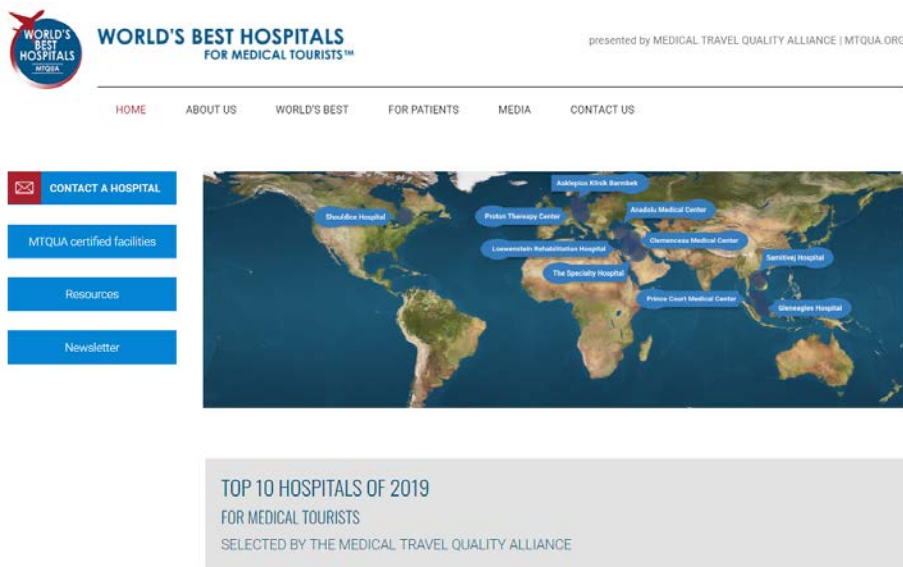 WORLD'S
BEST
HOSPITALS
MTQUA
WORLD'S BEST HOSPITALS
FOR MEDICAL TOURISTS™
presented by MEDICAL TRAVEL QUALITY ALLIANCE | MTQUA.ORG
HOME ABOUT US WORLD'S BEST FOR PATIENTS MEDIA CONTACT US
CONTACT A HOSPITAL
MTQUA certified facilities
Resources
Newsletter
Asklepios Klinik Barmbek
Shouldice Hospital
Proton Therapy Center
Anadolu Medical Center
Loewenstein Rehabilitation Hospital
Clemenceau Medical Center
The Specialty Hospital
Samitivej Hospital
Prince Court Medical Center
Gleneagles Hospital
TOP 10 HOSPITALS OF 2019
FOR MEDICAL TOURISTS
SELECTED BY THE MEDICAL TRAVEL QUALITY ALLIANCE